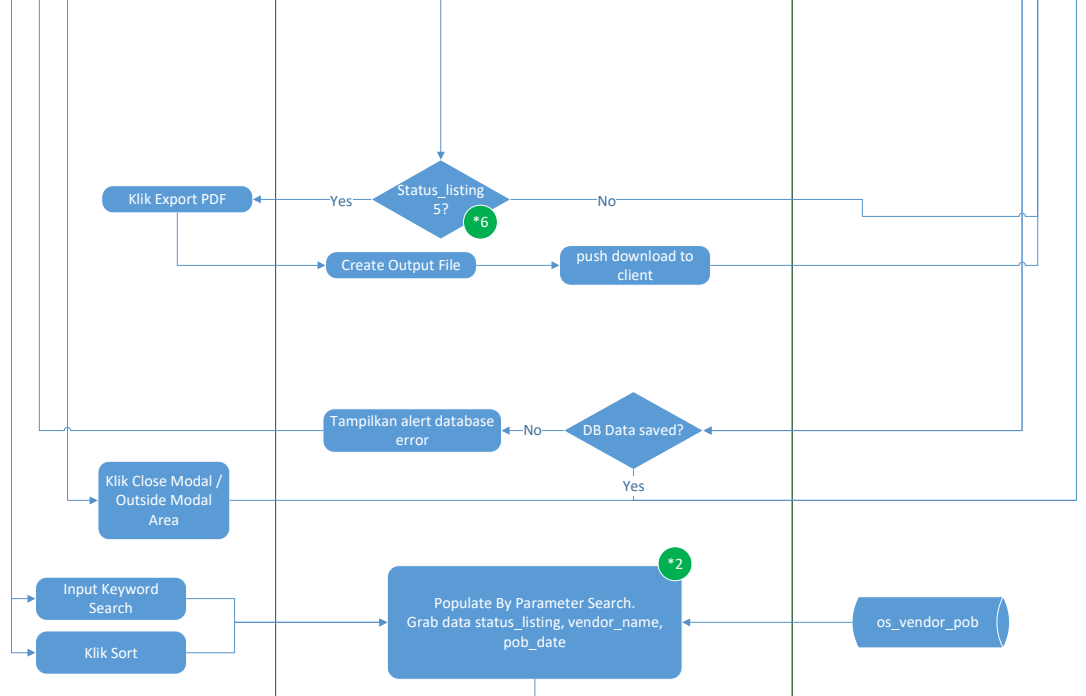 Klik Export PDF
Yes
Status_listing
5?
*6
No
Create Output File
push download to
client
Tampilkan alert database
error
No
DB Data saved?
Yes
Klik Close Modal /
Outside Modal
Area
*2
Input Keyword
Search
Klik Sort
Populate By Parameter Search.
Grab data status_listing, vendor_name,
pob_date
os_vendor_pob